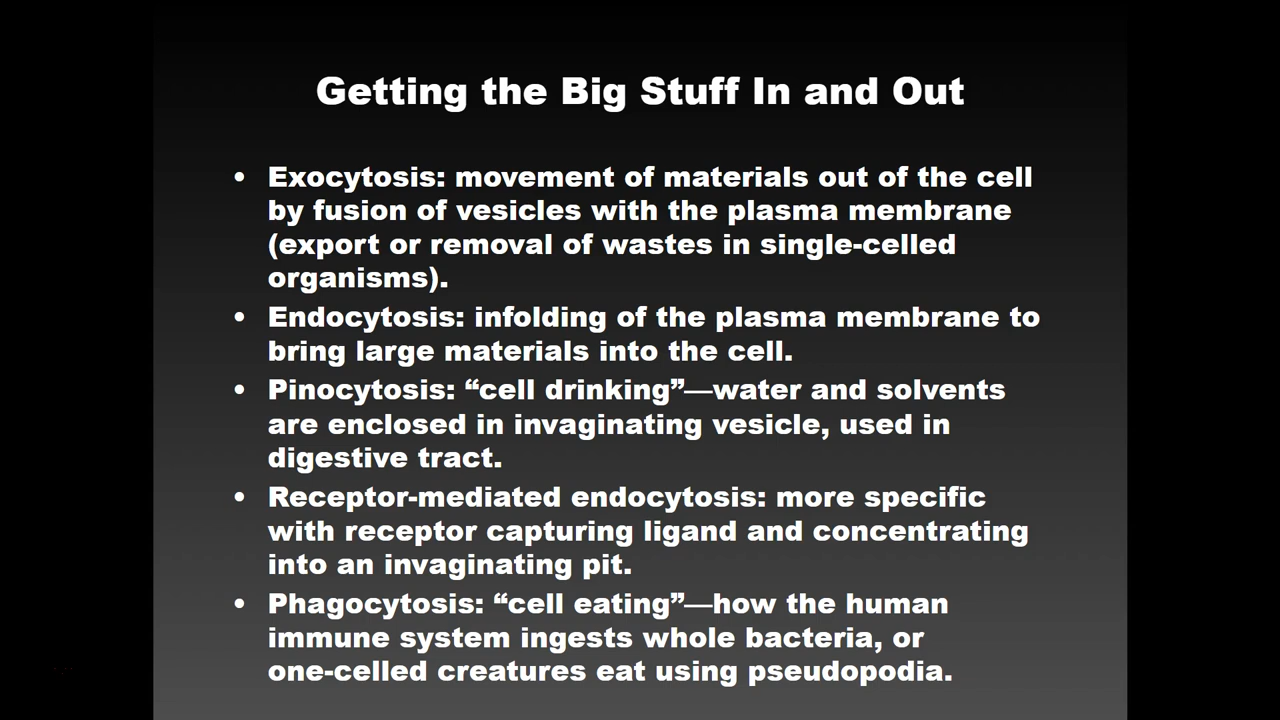 Getting the Big Stuff In and Out
• Exocytosis: movement of materials out of the cell
by fusion of vesicles with the plasma membrane
(export or removal of wastes in single-celled
organisms).
• Endocytosis: infolding of the plasma membrane to
bring large materials into the cell.
• Pinocytosis: “cell drinking”—water and solvents
are enclosed in invaginating vesicle, used in
digestive tract.
• Receptor-mediated endocytosis: more specific
with receptor capturing ligand and concentrating
into an invaginating pit.
• Phagocytosis: “cell eating”—how the human
immune system ingests whole bacteria, or
one-celled creatures eat using pseudopodia.